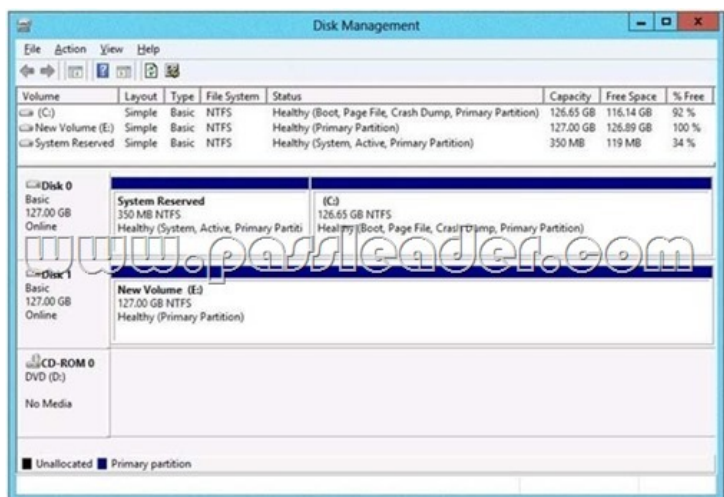 Disk Management
File Action View Help
Volume Layout Type File System Status Capacity Free Space % Free
(C:) Simple Basic NTFS Healthy (Boot, Page File, Crash Dump, Primary Partition) 126.65 GB 116.14 GB 92 %
New Volume (E:) Simple Basic NTFS Healthy (Primary Partition) 127.00 GB 126.89 GB 100 %
System Reserved Simple Basic NTFS Healthy (System, Active, Primary Partition) 350 MB 119 MB 34 %
Disk 0
Basic
127.00 GB
Online
System Reserved
350 MB NTFS
Healthy (System, Active, Primary Partiti
(C:)
126.65 GB NTFS
Healthy (Boot, Page File, Crash Dump, Primary Partition)
www.passleader.com
Disk 1
Basic
127.00 GB
Online
New Volume (E:)
127.00 GB NTFS
Healthy (Primary Partition)
CD-ROM 0
DVD (D:)
No Media
Unallocated Primary partition